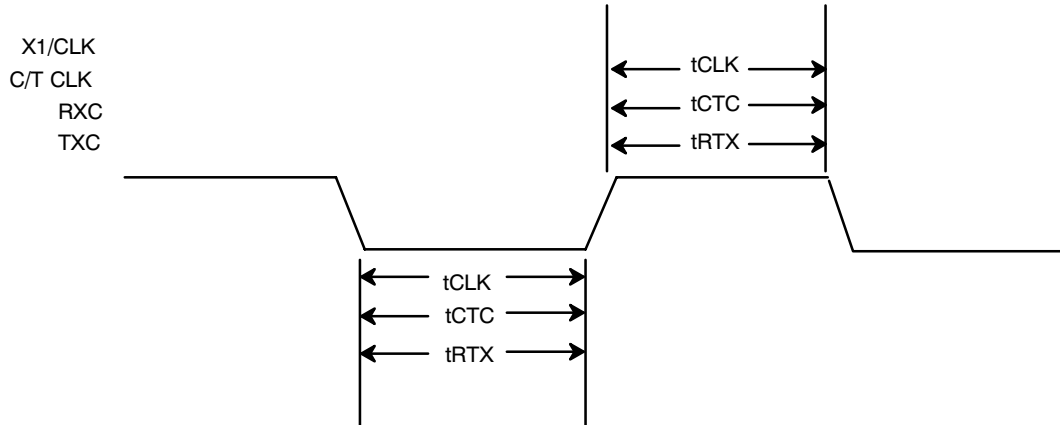 X1/CLK
C/T CLK
RXC
TXC
tCLK
tCTC
tRTX
tCLK
tCTC
tRTX